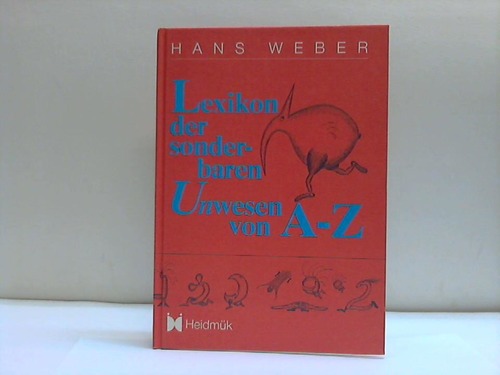 HANS WEBER
Lexikon
der
sonder-
baren
Unwesen
von A-Z
Heidmük